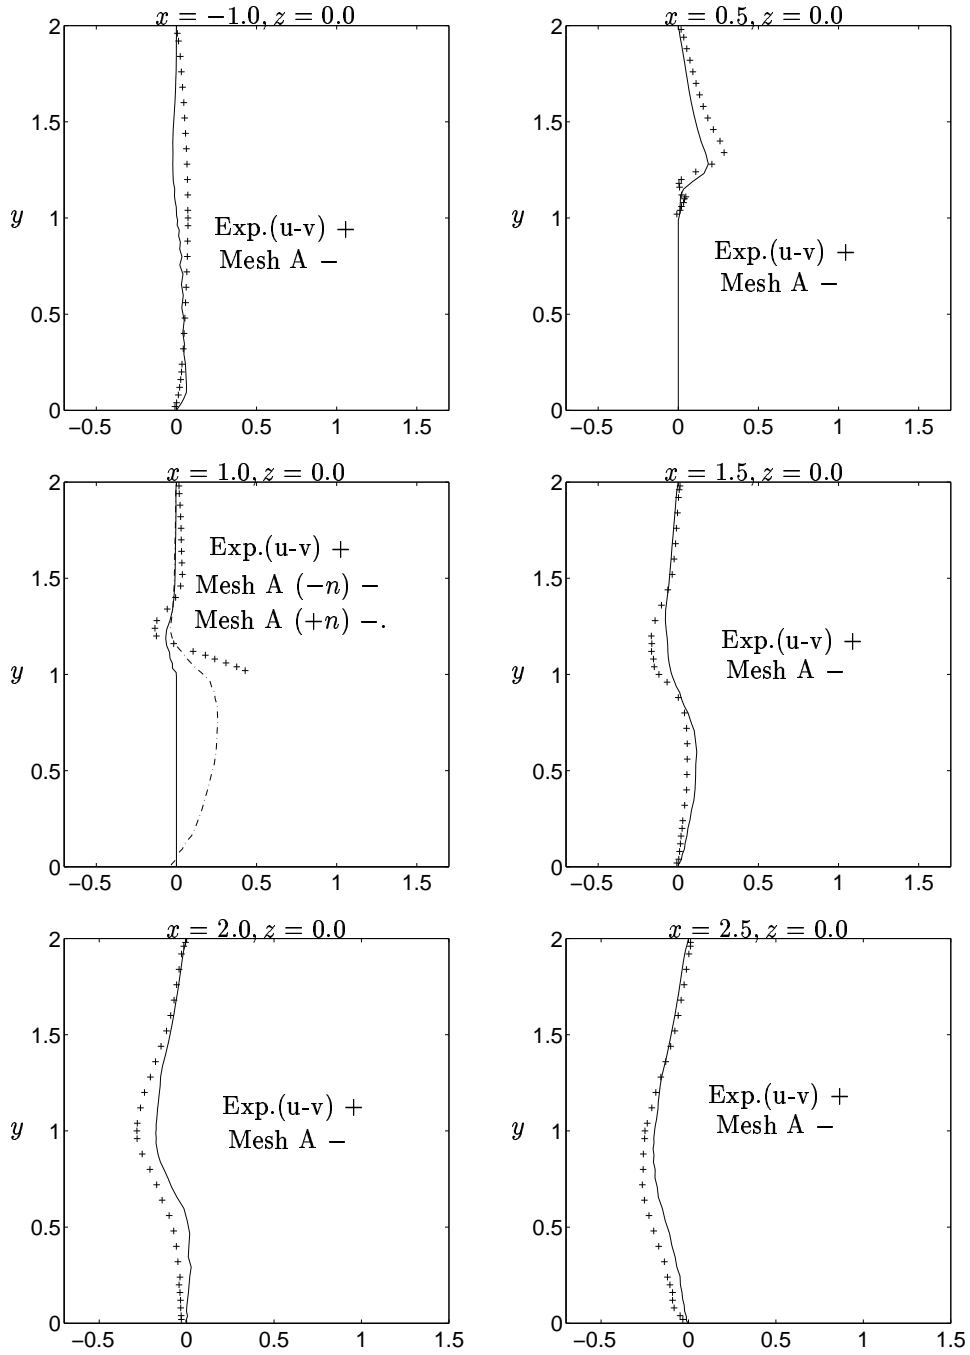 x = −1.0, z = 0.0
2
1.5
y
1
0.5
0
−0.5 0 0.5 1 1.5
Exp.(u-v) +
Mesh A −
x = 0.5, z = 0.0
2
1.5
1
0.5
0
−0.5 0 0.5 1 1.5
Exp.(u-v) +
Mesh A −
x = 1.0, z = 0.0
2
1.5
y
1
0.5
0
−0.5 0 0.5 1 1.5
Exp.(u-v) +
Mesh A (−n) −
Mesh A (+n) −.
x = 1.5, z = 0.0
2
1.5
y
1
0.5
0
−0.5 0 0.5 1 1.5
Exp.(u-v) +
Mesh A −
x = 2.0, z = 0.0
2
1.5
y
1
0.5
0
−0.5 0 0.5 1 1.5
Exp.(u-v) +
Mesh A −
x = 2.5, z = 0.0
2
1.5
y
1
0.5
0
−0.5 0 0.5 1 1.5
Exp.(u-v) +
Mesh A −